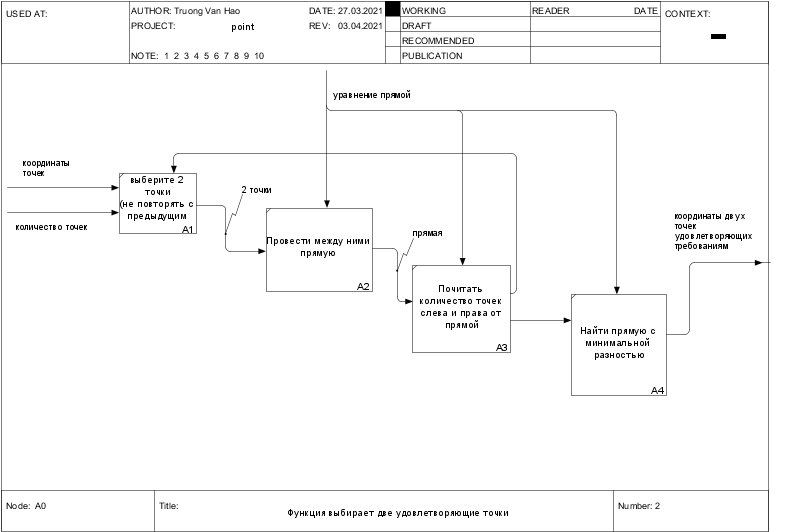 USED AT:
AUTHOR: Truong Van Hao
DATE: 27.03.2021
WORKING
READER
DATE
CONTEXT:
PROJECT: point
REV: 03.04.2021
DRAFT
RECOMMENDED
NOTE: 1 2 3 4 5 6 7 8 9 10
PUBLICATION
уравнение прямой
координаты
точек
количество точек
выберите 2
точки
(не повторять с
предыдущим
A1
2 точки
Провести между ними
прямую
A2
прямая
Почитать
количество точек
слева и права от
прямой
A3
Найти прямую с
минимальной
разностью
A4
координаты двух
точек
удовлетворяющих
требованиям
Node: A0
Title:
Функция выбирает две удовлетворяющие точки
Number: 2